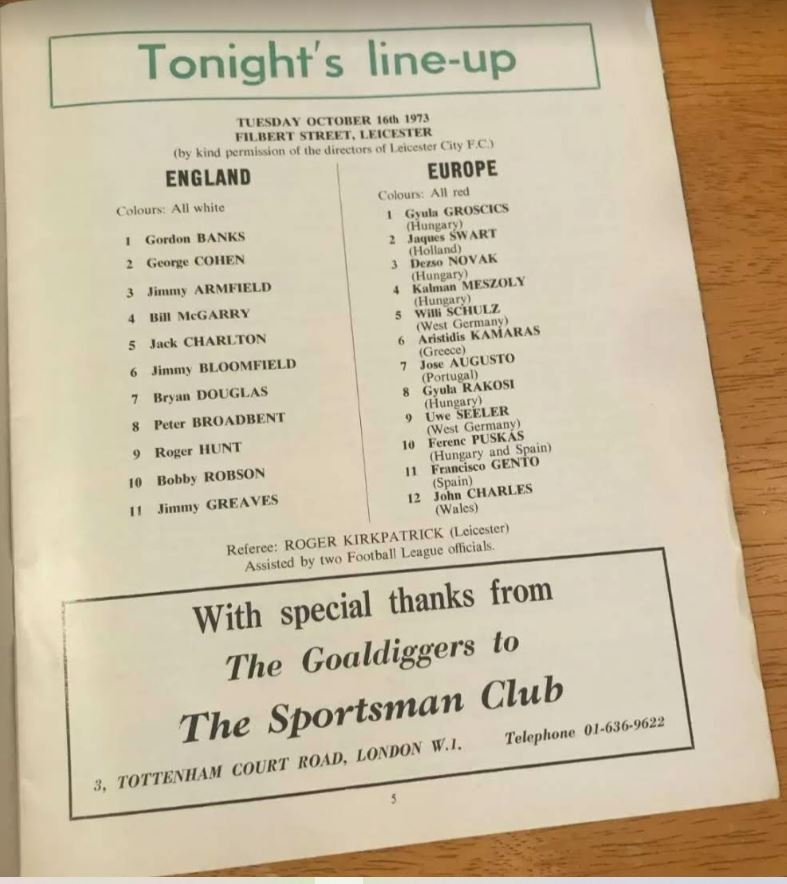 Tonight's line-up
TUESDAY OCTOBER 16th 1973
FILBERT STREET, LEICESTER
(by kind permission of the directors of Leicester City F.C.)
ENGLAND
Colours: All white
1 Gordon BANKS
2 George COHEN
3 Jimmy ARMFIELD
4 Bill McGARRY
5 Jack CHARLTON
6 Jimmy BLOOMFIELD
7 Bryan DOUGLAS
8 Peter BROADBENT
9 Roger HUNT
10 Bobby ROBSON
11 Jimmy GREAVES
EUROPE
Colours: All red
1 Gyula GROSCICS
(Hungary)
2 Jaques SWART
(Holland)
3 Dezso NOVAK
(Hungary)
4 Kalman MESZOLY
(Hungary)
5 Willi SCHULZ
(West Germany)
6 Aristidis KAMARAS
(Greece)
7 Jose AUGUSTO
(Portugal)
8 Gyula RAKOSI
(Hungary)
9 Uwe SEELER
(West Germany)
10 Ferenc PUSKAS
(Hungary and Spain)
11 Francisco GENTO
(Spain)
12 John CHARLES
(Wales)
Referee: ROGER KIRKPATRICK (Leicester)
Assisted by two Football League officials.
With special thanks from
The Goaldiggers to
The Sportsman Club
3, TOTTENHAM COURT ROAD, LONDON W.1. Telephone 01-636-9622
5